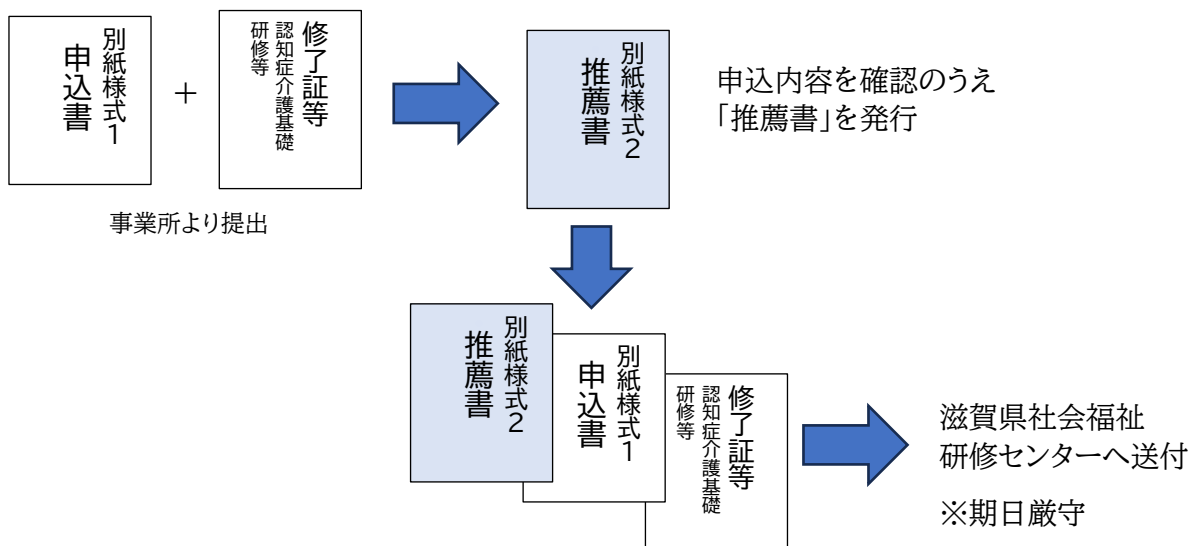 別紙様式1
申込書
+
修了証等
認知症介護基礎
研修等
事業所より提出
別紙様式2
推薦書
申込内容を確認のうえ
「推薦書」を発行
別紙様式2
推薦書
別紙様式1
申込書
修了証等
認知症介護基礎
研修等
滋賀県社会福祉
研修センターへ送付
※期日厳守